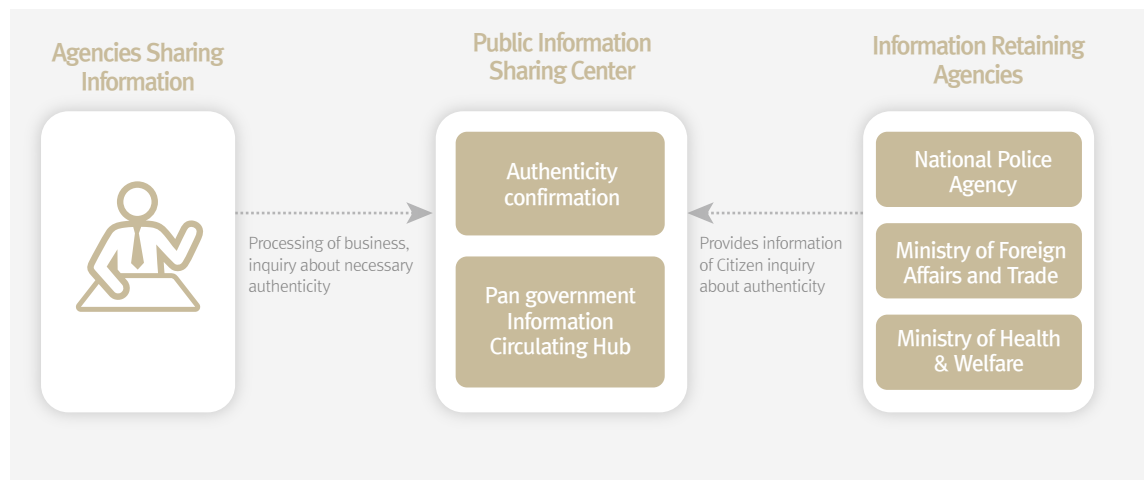 Agencies Sharing
Information
Processing of business,
inquiry about necessary
authenticity
Public Information
Sharing Center
Authenticity
confirmation
Pan government
Information
Circulating Hub
Provides information
of Citizen inquiry
about authenticity
Information Retaining
Agencies
National Police
Agency
Ministry of Foreign
Affairs and Trade
Ministry of Health
& Welfare